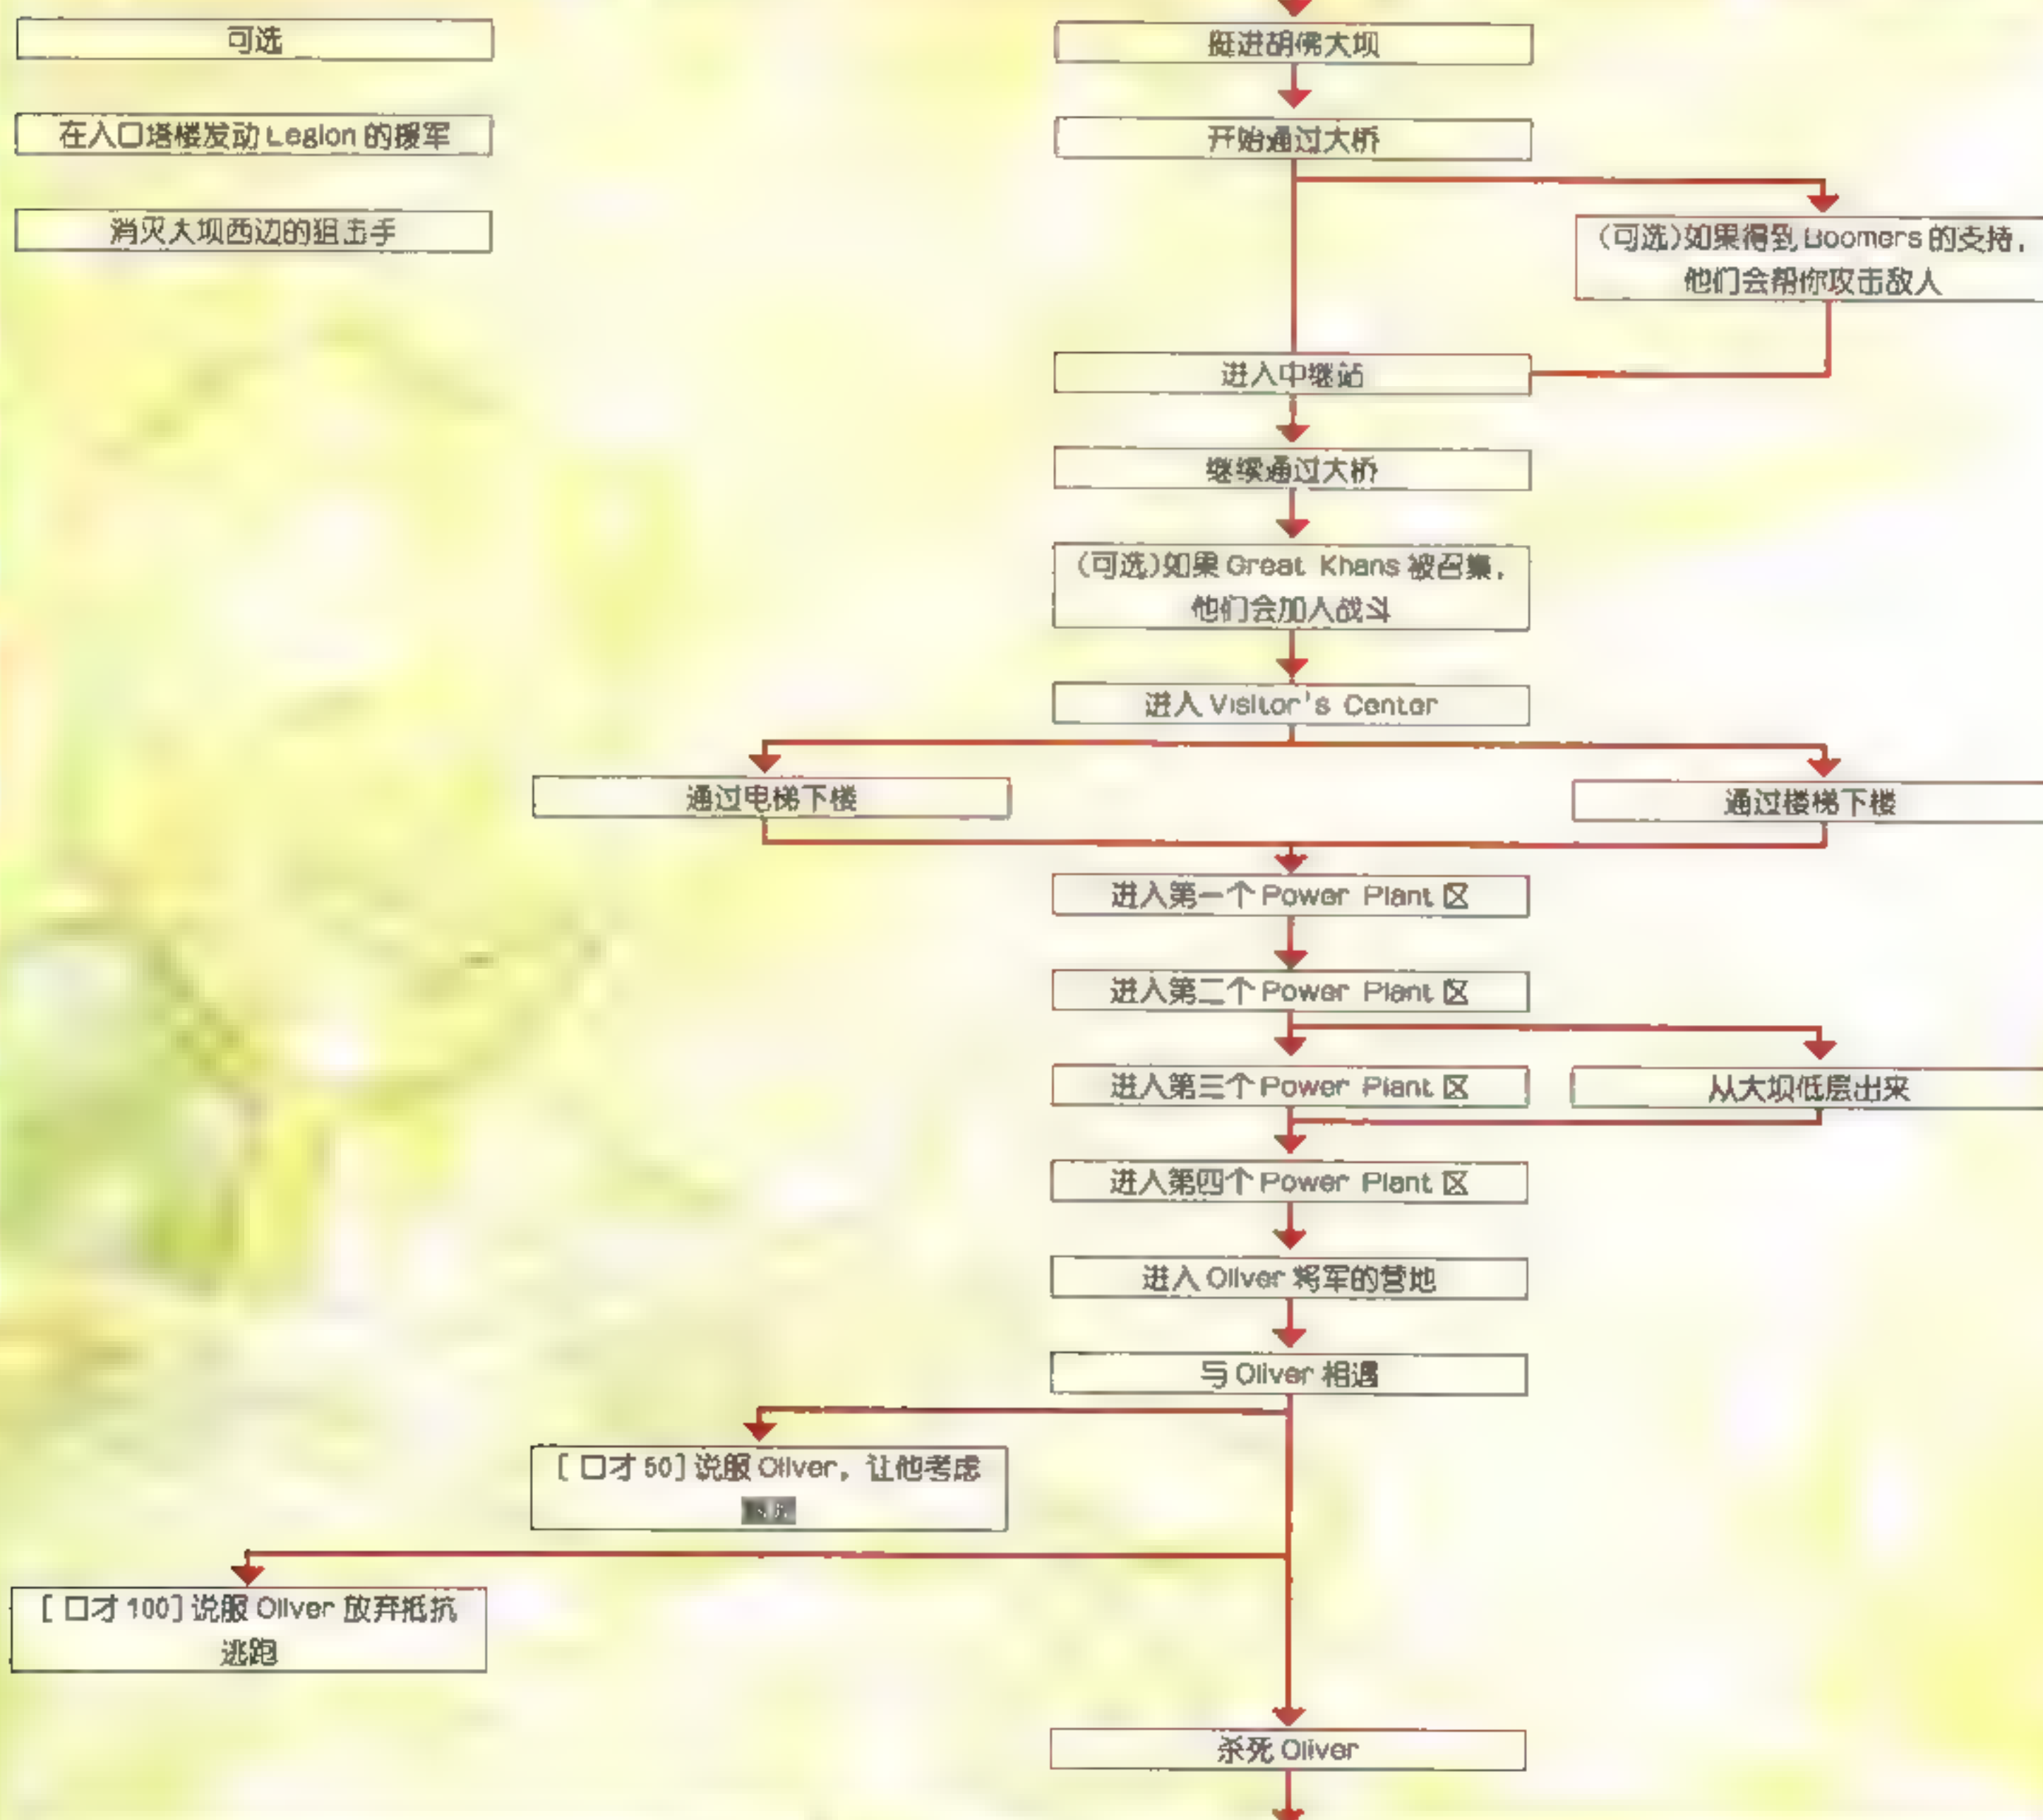 可选
在入口塔楼发动 Legion 的援军
消灭大坝西边的狙击手
挺进胡佛大坝
开始通过大桥
（可选）如果得到 Boomers 的支持，
他们会帮你攻击敌人
进入中继站
继续通过大桥
（可选）如果 Great Khans 被召集，
他们会加入战斗
进入 Visitor's Center
通过电梯下楼
通过楼梯下楼
进入第一个 Power Plant 区
进入第二个 Power Plant 区
进入第三个 Power Plant 区
从大坝低层出来
进入第四个 Power Plant 区
进入 Oliver 将军的营地
与 Oliver 相遇
[ 口才 50 ] 说服 Oliver，让他考虑
[ 口才 100 ] 说服 Oliver 放弃抵抗
逃跑
杀死 Oliver